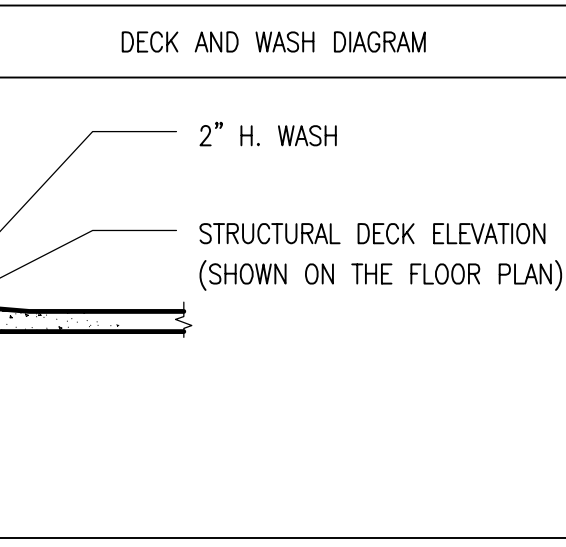 DECK AND WASH DIAGRAM
2" H. WASH
STRUCTURAL DECK ELEVATION
(SHOWN ON THE FLOOR PLAN)